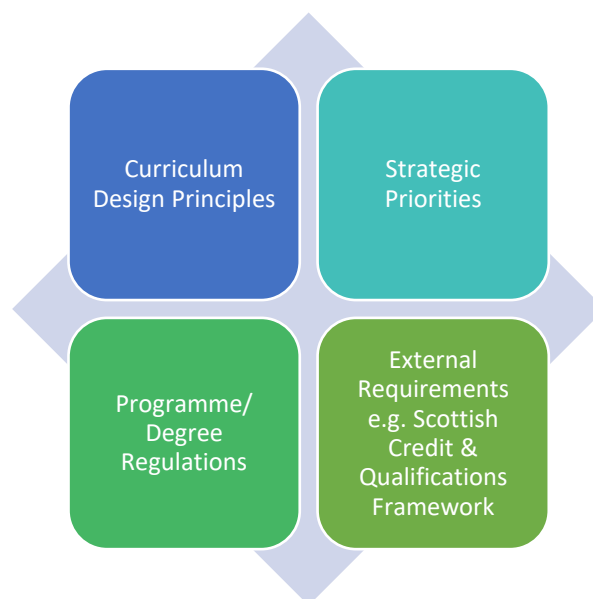 Curriculum
Design Principles
Strategic
Priorities
Programme/
Degree
Regulations
External
Requirements
e.g. Scottish
Credit &
Qualifications
Framework